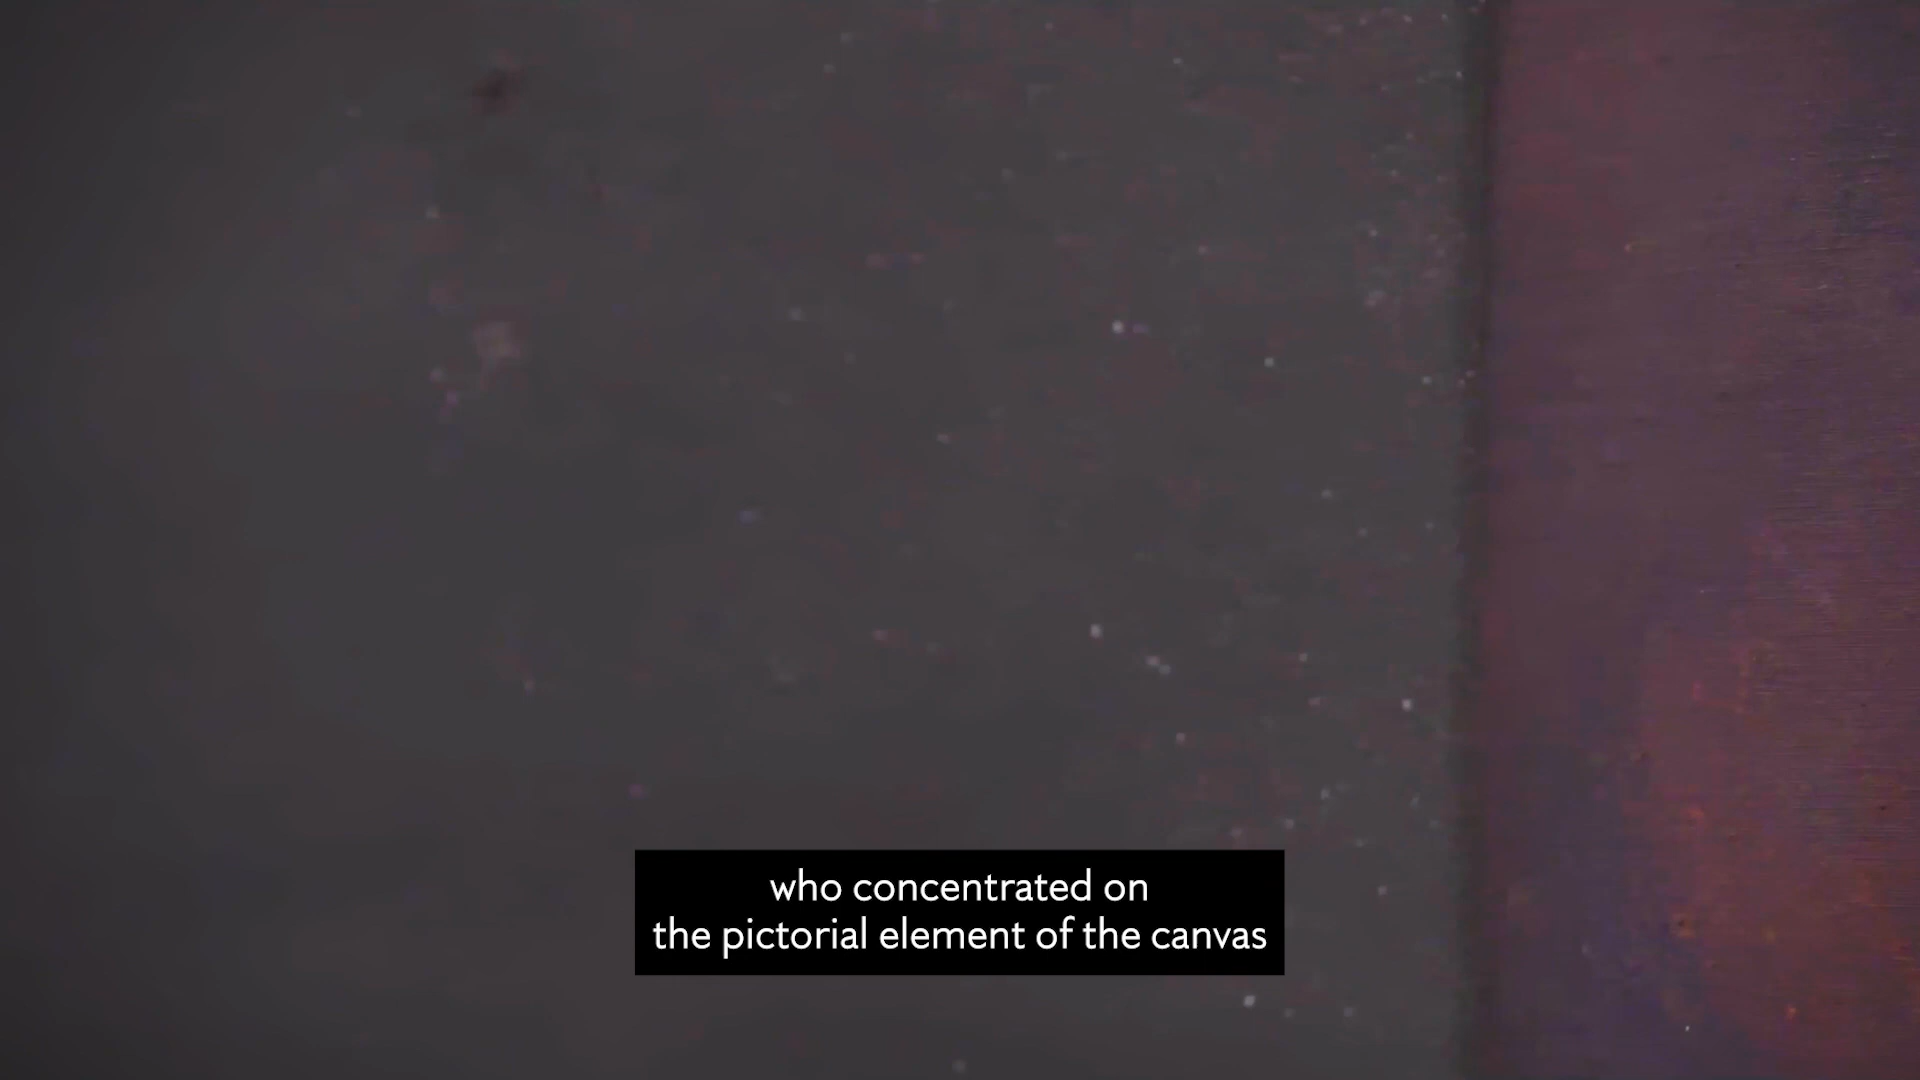 who concentrated on
the pictorial element of the canvas